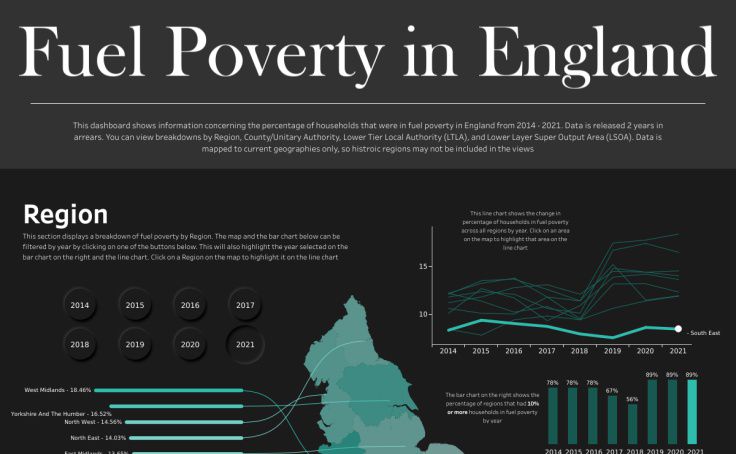 Fuel Poverty in England
This dashboard shows information concerning the percentage of households that were in fuel poverty in England from 2014 - 2021. Data is released 2 years in
arrears. You can view breakdowns by Region, County/Unitary Authority, Lower Tier Local Authority (LTLA), and Lower Layer Super Output Area (LSOA). Data is
mapped to current geographies only, so histroic regions may not be included in the views
Region
This section displays a breakdown of fuel poverty by Region. The map and the bar chart below can be
filtered by year by clicking on one of the buttons below. This will also highlight the year selected on the
bar chart on the right and the line chart. Click on a Region on the map to highlight it on the line chart
2014 2015 2016 2017
2018 2019 2020 2021
West Midlands - 18.46%
Yorkshire And The Humber - 16.52%
North West - 14.56%
North East - 14.03%
East Midlands - 13.65%
This line chart shows the change in
percentage of households in fuel poverty
across all regions by year. Click on an area
on the map to highlight that area on the
line chart
15
10
- South East
2014 2015 2016 2017 2018 2019 2020 2021
The bar chart on the right shows the
percentage of regions that had 10%
or more households in fuel poverty
by year
78% 78% 78% 67% 56% 89% 89% 89%
2014 2015 2016 2017 2018 2019 2020 2021